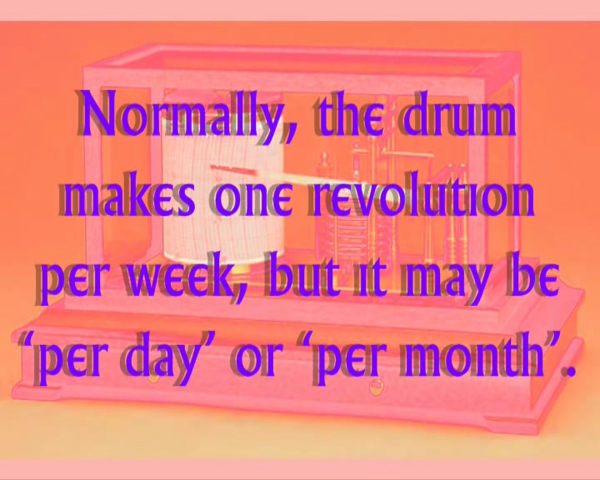 Normally, the drum
makes one revolution
per week, but it may be
‘per day’ or ‘per month’.